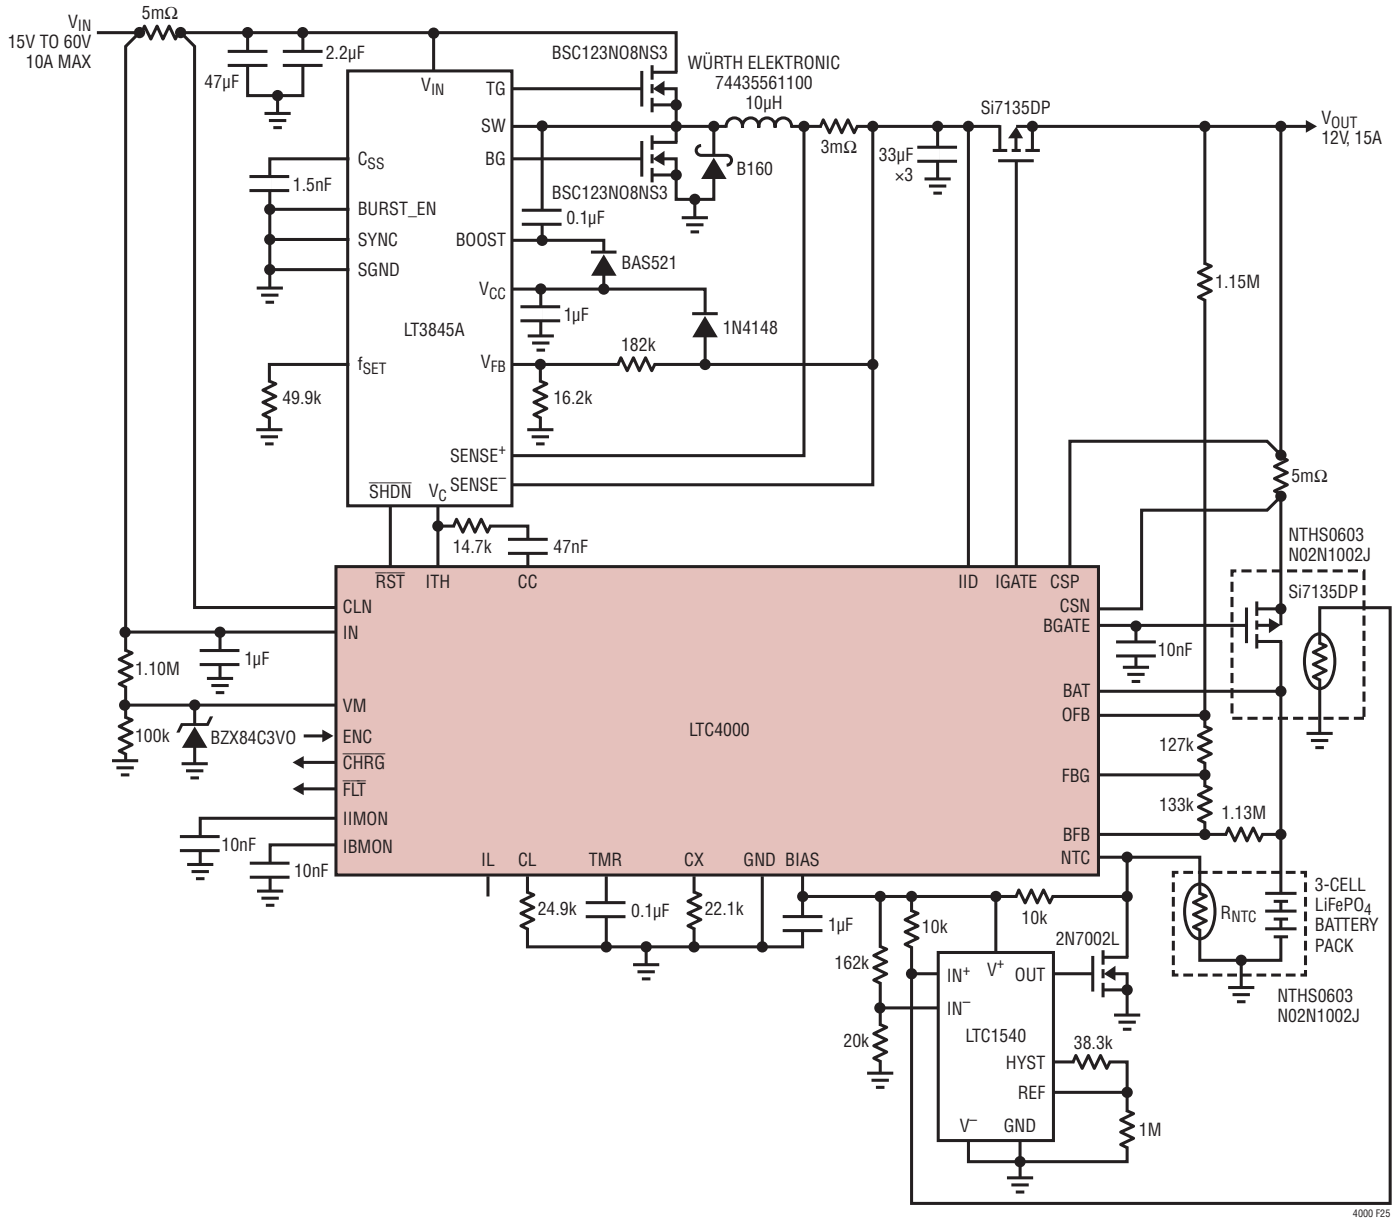 VIN
15V TO 60V
10A MAX
5mΩ
47µF
2.2µF
BSC123NO8NS3
WÜRTH ELEKTRONIC
74435561100
10µH
Si7135DP
VOUT
12V, 15A
VIN
TG
SW
BG
3mΩ
33µF
×3
B160
BSC123NO8NS3
CSS
1.5nF
BURST_EN
SYNC
SGND
0.1µF
BOOST
BAS521
VCC
1µF
1N4148
1.15M
LT3845A
fSET
49.9k
VFB
182k
16.2k
SENSE+
SENSE–
SHDN
VC
14.7k
47nF
5mΩ
NTHS0603
N02N1002J
Si7135DP
RST
ITH
CC
IID
IGATE
CSP
CLN
CSN
IN
BGATE
1µF
10nF
1.10M
VM
BAT
OFB
100k
BZX84C3VO
ENC
LTC4000
127k
CHRG
FBG
FLT
133k
1.13M
IIMON
BFB
10nF
IBMON
NTC
10nF
IL
CL
TMR
CX
GND
BIAS
24.9k
0.1µF
22.1k
1µF
10k
10k
RNTC
3-CELL
LiFePO4
BATTERY
PACK
2N7002L
162k
IN+
V+
OUT
IN–
NTHS0603
N02N1002J
20k
LTC1540
38.3k
HYST
REF
1M
V–
GND
4000 F25